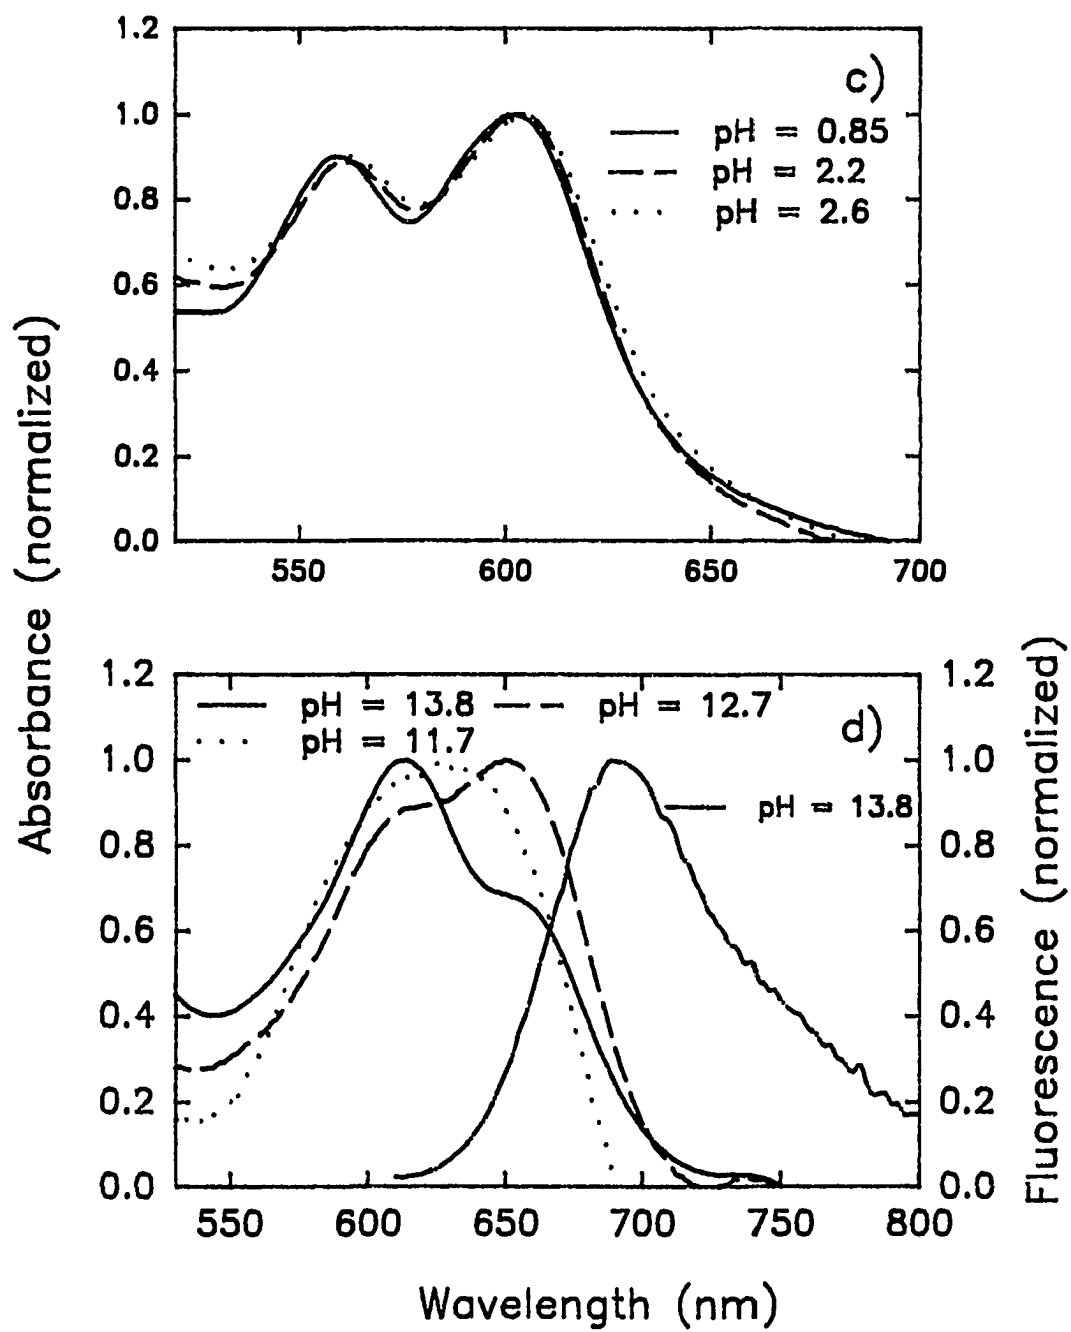 1.2
c)
1.0
pH = 0.85
pH = 2.2
0.8
pH = 2.6
0.6
0.4
0.2
0.0
550 600 650 700
Absorbance (normalized)
1.2 1.2
pH = 13.8 pH = 12.7
d)
pH = 11.7
1.0 1.0
pH = 13.8
0.8 0.8
0.6 0.6
0.4 0.4
0.2 0.2
0.0 0.0
Fluorescence (normalized)
550 600 650 700 750 800
Wavelength (nm)